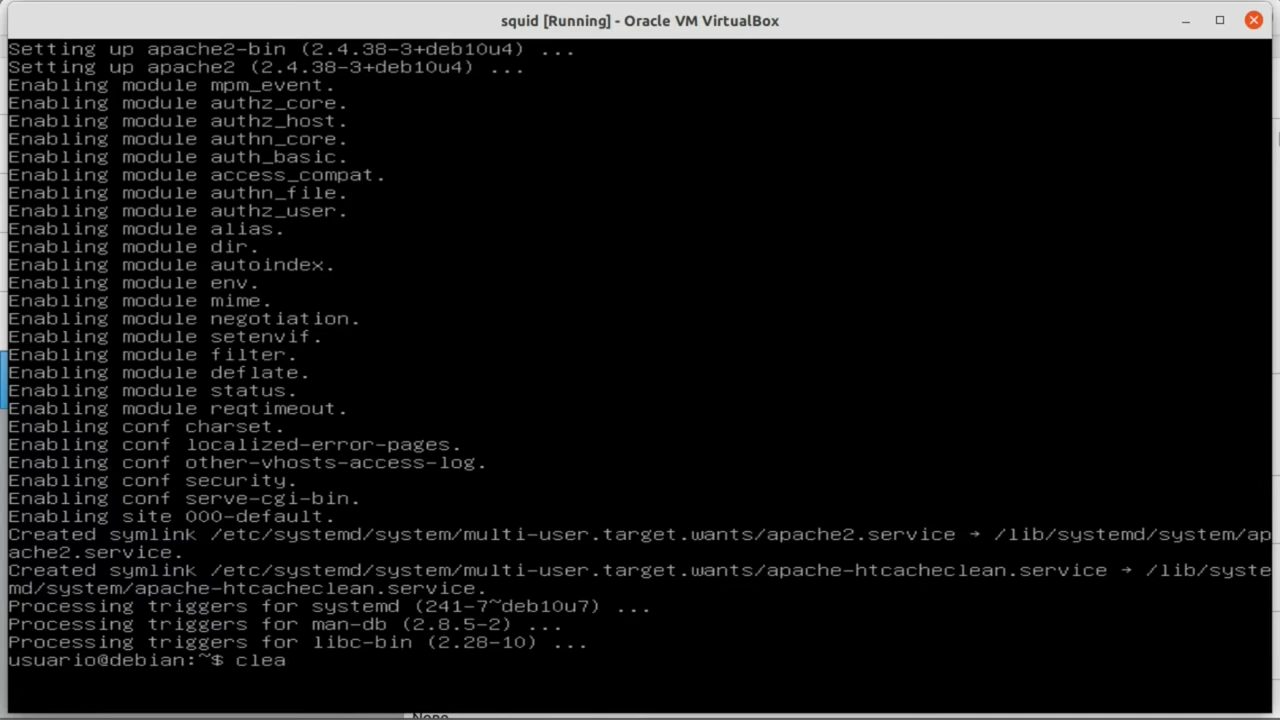 squid [Running] - Oracle VM VirtualBox
Setting up apache2-bin (2.4.38-3+deb10u4) ...
Setting up apache2 (2.4.38-3+deb10u4) ...
Enabling module mpm_event.
Enabling module authz_core.
Enabling module authz_host.
Enabling module authn_core.
Enabling module auth_basic.
Enabling module access_compat.
Enabling module authn_file.
Enabling module authz_user.
Enabling module alias.
Enabling module dir.
Enabling module autoindex.
Enabling module env.
Enabling module mime.
Enabling module negotiation.
Enabling module setenvif.
Enabling module filter.
Enabling module deflate.
Enabling module status.
Enabling module reqtimeout.
Enabling conf charset.
Enabling conf localized-error-pages.
Enabling conf other-vhosts-access-log.
Enabling conf security.
Enabling conf serve-cgi-bin.
Enabling site 000-default.
Created symlink /etc/systemd/system/multi-user.target.wants/apache2.service → /lib/systemd/system/ap
ache2.service.
Created symlink /etc/systemd/system/multi-user.target.wants/apache-htcacheclean.service → /lib/syste
md/system/apache-htcacheclean.service.
Processing triggers for systemd (241-7~deb10u7) ...
Processing triggers for man-db (2.8.5-2) ...
Processing triggers for libc-bin (2.28-10) ...
usuario@debian:~$ clea
None